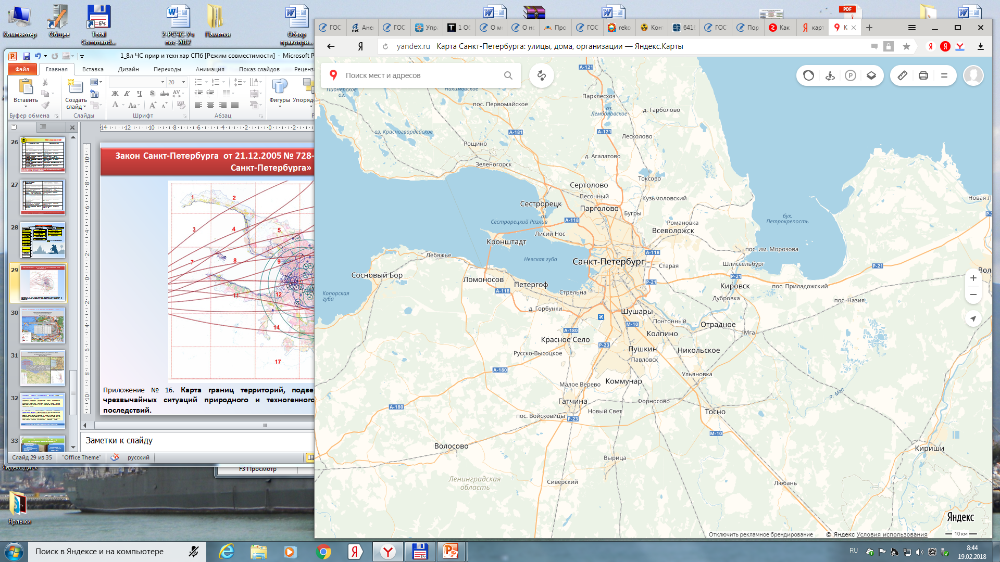 Компьютер
Общее
Total
Command...
2-РСЧС-Уч
пос-2012
Памятки
Обзор
правопри...
1_8л ЧС прир и техн хар СПб [Режим совместимости] - Microsoft P
Файл
Главная
Вставка
Дизайн
Переходы
Анимация
Показ слайдов
Рецен
Вставить
Создать
слайд
20
Фигуры
Упоряд
Буфер обмена
Слайды
Шрифт
Абзац
26
27
28
29
30
31
32
33
Закон Санкт-Петербурга от 21.12.2005 № 728-
Санкт-Петербурга»
1
2
3
4
5
7
8
9
11
12
14
17
Приложение № 16. Карта границ территорий, подве
чрезвычайных ситуаций природного и техногенного
последствий.
Заметки к слайду
Слайд 29 из 35
"Office Theme"
русский
F3 Просмотр
Яндекс.Диск
Ярлыки
ГОС
Ане
ГОС
Упра
1 Об
О м
О но
Про
ГОС
reko
Кон
641
ГОС
Пор
Как
карт
К
PDF
yandex.ru Карта Санкт-Петербурга: улицы, дома, организации — Яндекс.Карты
Поиск мест и адресов
A-121
Пионерское
оз.
Нахимовское
оз.
пос. Первомайское
Парклесхоз
оз.
Лемболовское
д. Гарболово
оз. Красногвардейское
A-181
A-121
Лесколово
Рощино
д. Агалатово
Зеленогорск
Токсово
Сертолово
Песочный
Кузьмоловский
Сестрорецк
Парголово
Бугры
Новая Л
оз.
Сестрорецкий Разлив
A-118
Романовка
Всеволожск
бух.
Петрокрепость
Лисий Нос
Кронштадт
Лебяжье
Невская губа
Санкт-Петербург
A-118
пос. им. Морозова
Сосновый Бор
Старая
Шлиссельбург
P-21
Ломоносов
Петергоф
P-21
P-21
Кировск
пос. Приладожский
A-118
Стрельна
Копорская
губа
Дубровка
пос. Назия
д. Горбунки
Шушары
M-10
Понтонный
Отрадное
Мга
A-180
Колпино
Красное Село
P-23
Пушкин
Никольское
Русско-Высоцкое
Павловск
A-180
Ульяновка
Малое Верево
Коммунар
р. Мга
Гатчина
Форносово
A-180
Новый Свет
Тосно
пос. Войсковицы
P-23
M-10
Волосово
Кириши
Вырица
Ленинградская
область
Сиверский
Любань
Яндекс
Отключить рекламное брендирование
© Яндекс Условия использования
10 км
Поиск в Яндексе и на компьютере
RU
8:44
19.02.2018